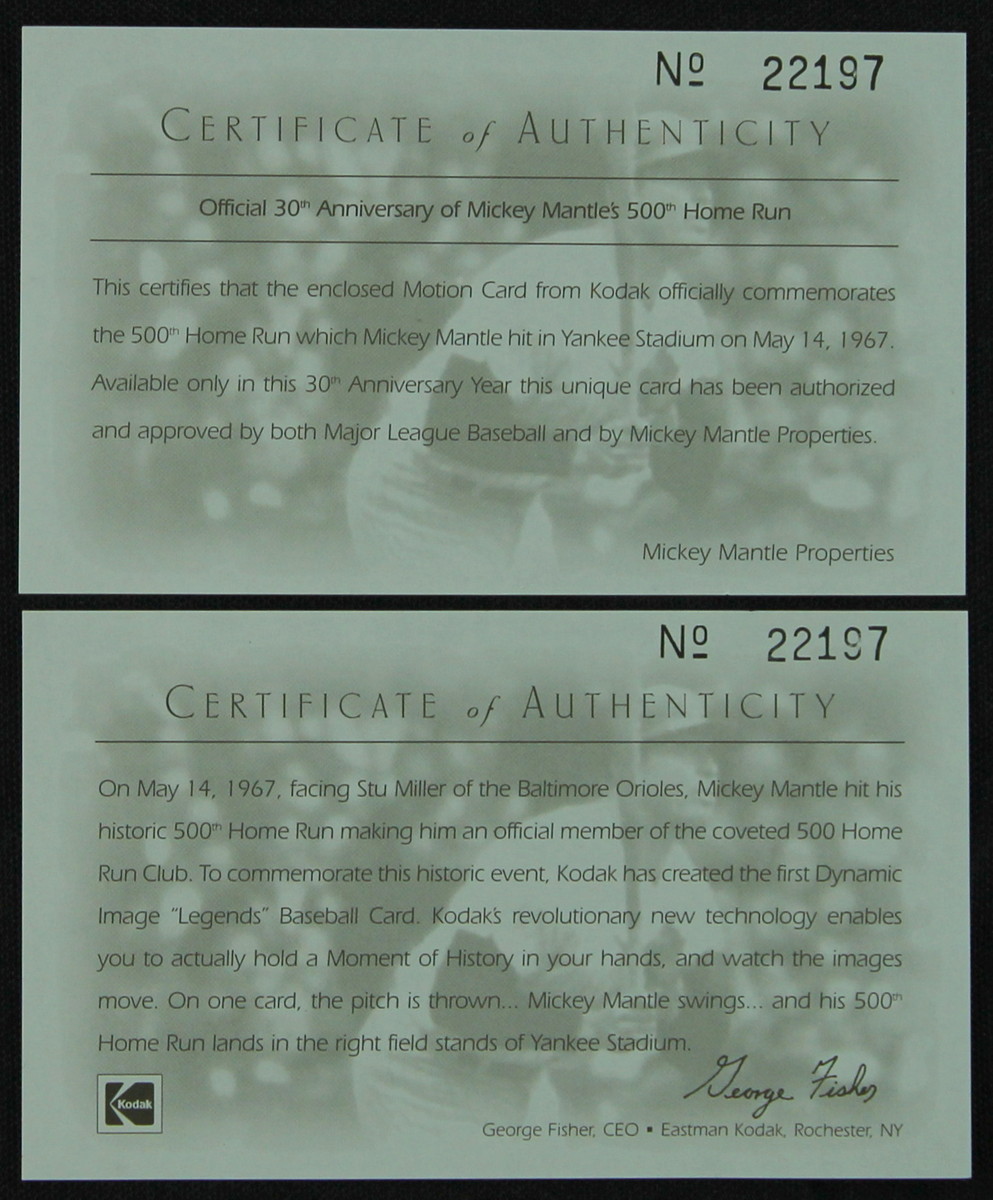 Nº 22197
CERTIFICATE of AUTHENTICITY
Official 30th Anniversary of Mickey Mantle's 500th Home Run
This certifies that the enclosed Motion Card from Kodak officially commemorates
the 500th Home Run which Mickey Mantle hit in Yankee Stadium on May 14, 1967.
Available only in this 30th Anniversary Year this unique card has been authorized
and approved by both Major League Baseball and by Mickey Mantle Properties.
Mickey Mantle Properties
Nº 22197
CERTIFICATE of AUTHENTICITY
On May 14, 1967, facing Stu Miller of the Baltimore Orioles, Mickey Mantle hit his
historic 500th Home Run making him an official member of the coveted 500 Home
Run Club. To commemorate this historic event, Kodak has created the first Dynamic
Image "Legends" Baseball Card. Kodak's revolutionary new technology enables
you to actually hold a Moment of History in your hands, and watch the images
move. On one card, the pitch is thrown... Mickey Mantle swings... and his 500th
Home Run lands in the right field stands of Yankee Stadium.
George Fisher
Kodak
George Fisher, CEO ▪ Eastman Kodak, Rochester, NY